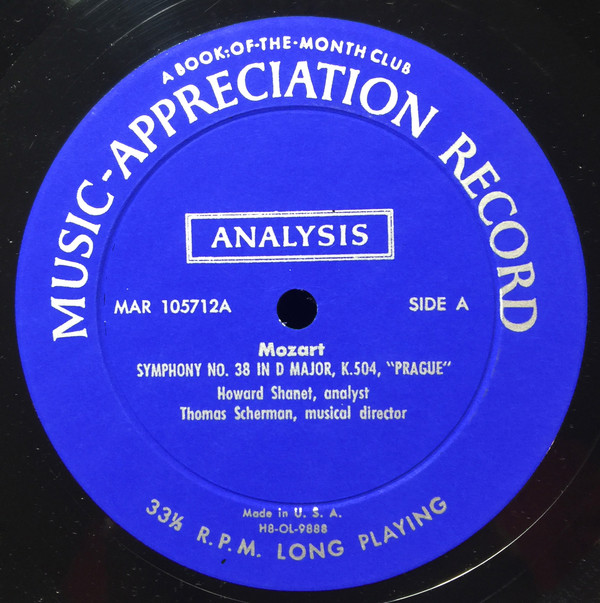 A BOOK-OF-THE-MONTH CLUB
MUSIC-APPRECIATION RECORD
ANALYSIS
MAR 105712A
SIDE A
Mozart
SYMPHONY NO. 38 IN D MAJOR, K.504, "PRAGUE"
Howard Shanet, analyst
Thomas Scherman, musical director
Made in U. S. A.
H8-OL-9888
33⅓ R.P.M. LONG PLAYING